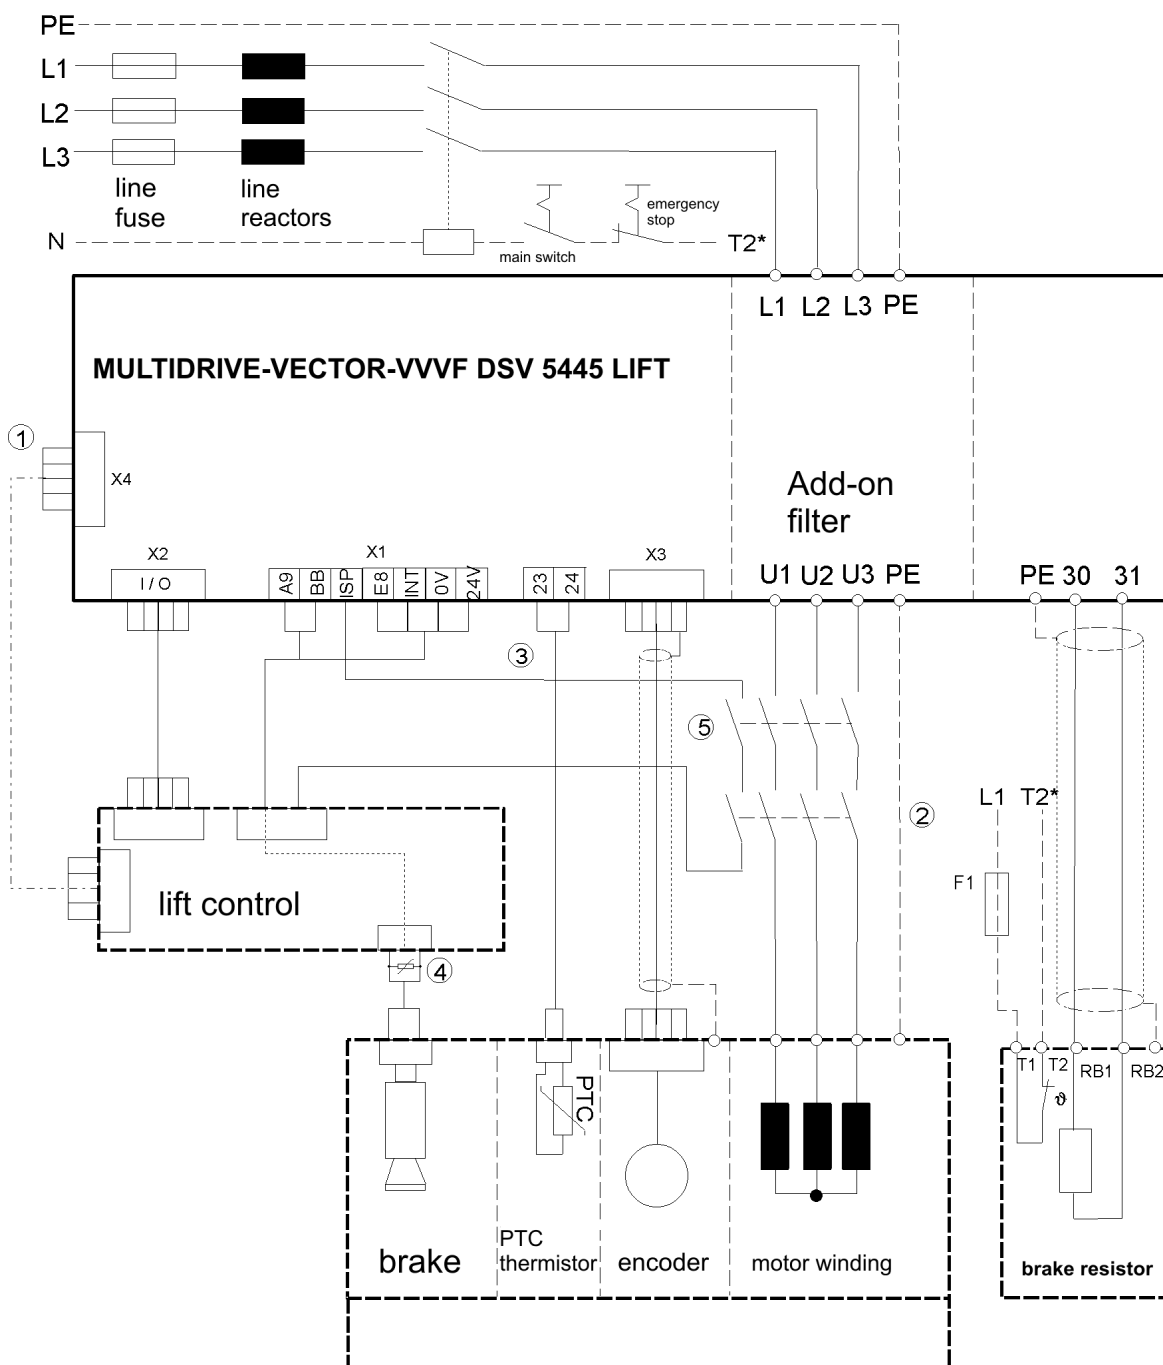 PE
L1
L2
L3
line
fuse
line
reactors
N
main switch
emergency
stop
T2*
L1 L2 L3 PE
MULTIDRIVE-VECTOR-VVVF DSV 5445 LIFT
1
X4
Add-on
filter
X2
X1
X3
I / O
A9
BB
ISP
E8
INT
0V
24V
23
24
U1 U2 U3 PE
PE 30 31
3
5
2
L1 T2*
F1
lift control
4
T1 T2 RB1 RB2
ϑ
PTC
brake
PTC
thermistor
encoder
motor winding
brake resistor